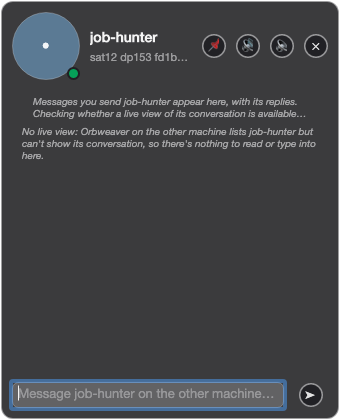 job-hunter
sat12 dp153 fd1b…
Messages you send job-hunter appear here, with its replies.
Checking whether a live view of its conversation is available…
No live view: Orbweaver on the other machine lists job-hunter but
can't show its conversation, so there's nothing to read or type into
here.
Message job-hunter on the other machine…